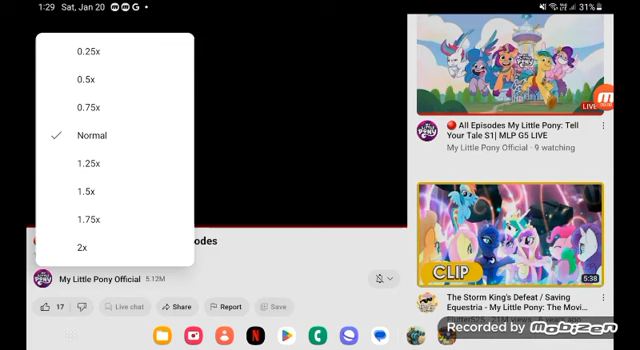 1:29 Sat, Jan 20
31%
0.25x
0.5x
0.75x
Normal
1.25x
1.5x
1.75x
2x
odes
My Little Pony Official 5.12M
17
Live chat
Share
Report
Save
LIVE
All Episodes My Little Pony: Tell
Your Tale S1| MLP G5 LIVE
My Little Pony Official • 9 watching
CLIP
5:38
The Storm King's Defeat / Saving
Equestria - My Little Pony: The Movi...
Recorded by Mobizen